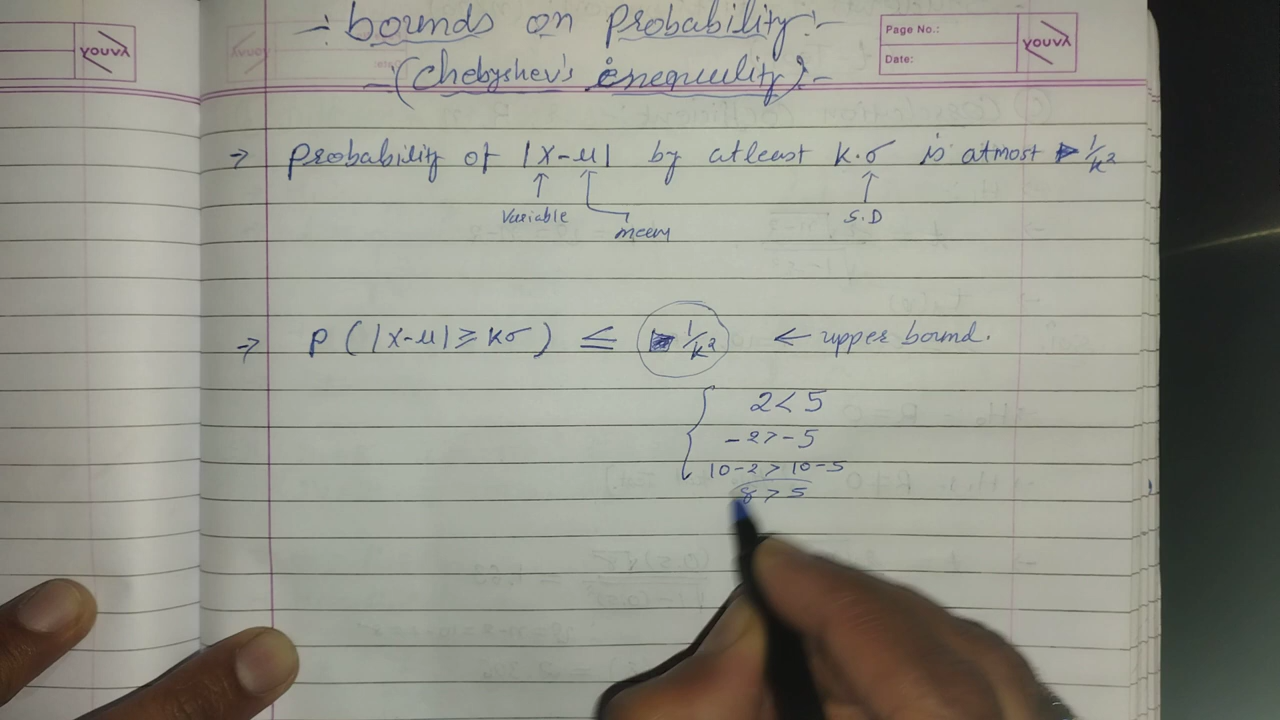 -: bounds on Probability :-
-(Chebyshev's inequality)-
Page No.:
Date:
youva
youva
→ Probability of |X-μ| by atleast K.σ is atmost 1/K²
Variable
mean
S.D
→ P(|X-μ| ≥ Kσ) ≤ 1/K² ← upper bound.
2 < 5
-2 > -5
10-2 > 10-5
8 > 5